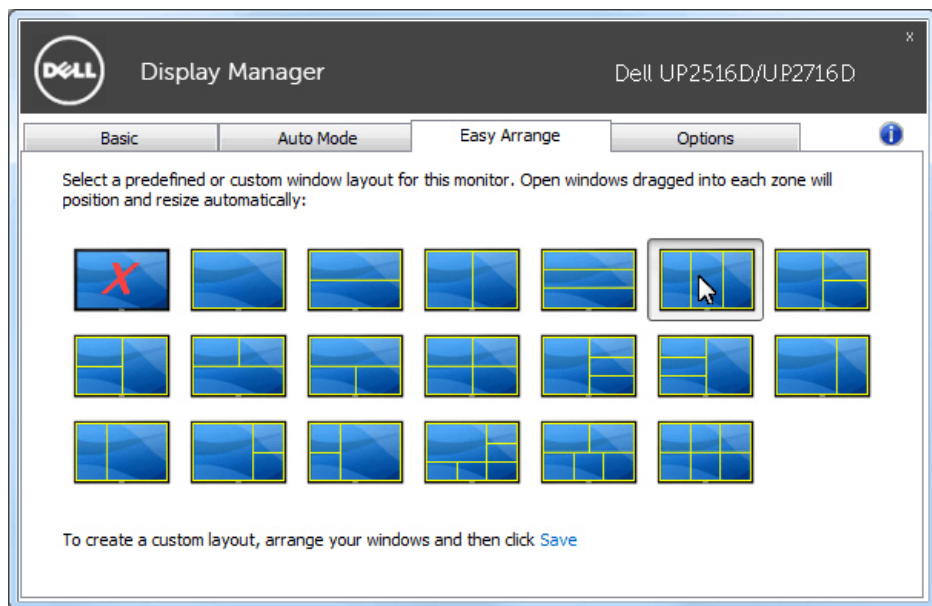 x
DELL
Display Manager
Dell UP2516D/UP2716D
Basic
Auto Mode
Easy Arrange
Options
i
Select a predefined or custom window layout for this monitor. Open windows dragged into each zone will
position and resize automatically:
X
To create a custom layout, arrange your windows and then click Save